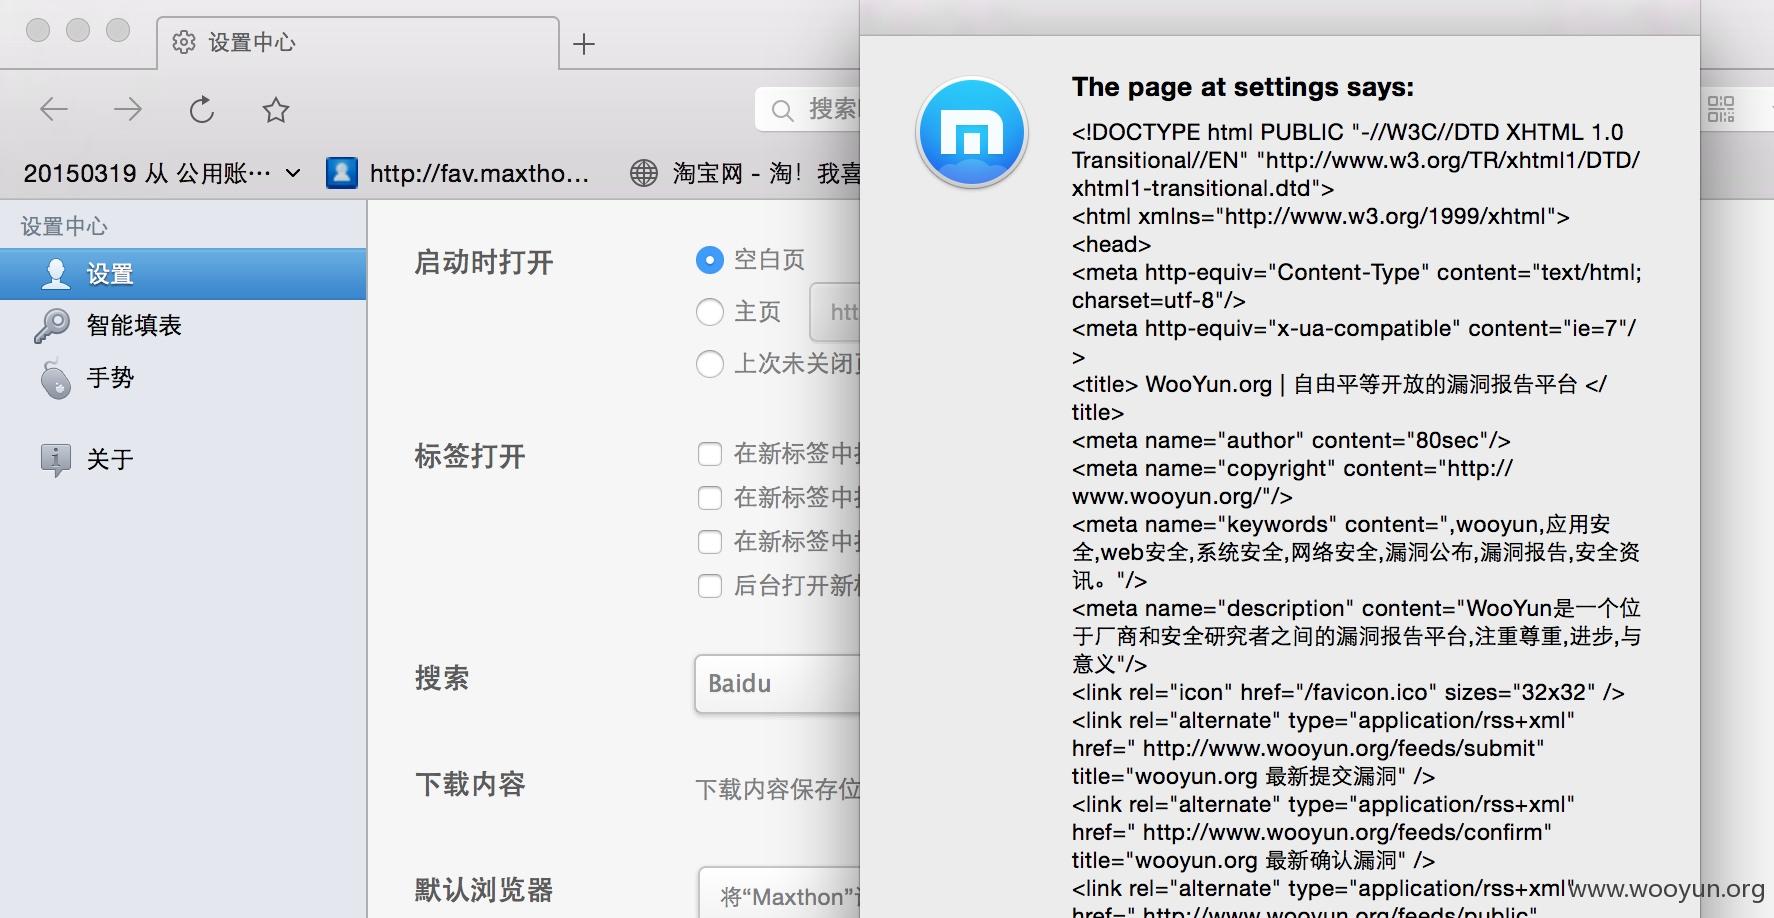 设置中心
搜索
20150319 从 公用账…
http://fav.maxtho...
淘宝网 - 淘！我喜
设置中心
设置
智能填表
手势
关于
启动时打开
空白页
主页
htt
上次未关闭
标签打开
在新标签中
在新标签中
在新标签中
后台打开新
搜索
Baidu
下载内容
下载内容保存位
默认浏览器
将“Maxthon”
The page at settings says:
<!DOCTYPE html PUBLIC "-//W3C//DTD XHTML 1.0
Transitional//EN" "http://www.w3.org/TR/xhtml1/DTD/
xhtml1-transitional.dtd">
<html xmlns="http://www.w3.org/1999/xhtml">
<head>
<meta http-equiv="Content-Type" content="text/html;
charset=utf-8"/>
<meta http-equiv="x-ua-compatible" content="ie=7"/
>
<title> WooYun.org | 自由平等开放的漏洞报告平台 </
title>
<meta name="author" content="80sec"/>
<meta name="copyright" content="http://
www.wooyun.org/"/>
<meta name="keywords" content=",wooyun,应用安
全,web安全,系统安全,网络安全,漏洞公布,漏洞报告,安全资
讯。"/>
<meta name="description" content="WooYun是一个位
于厂商和安全研究者之间的漏洞报告平台,注重尊重,进步,与
意义"/>
<link rel="icon" href="/favicon.ico" sizes="32x32" />
<link rel="alternate" type="application/rss+xml"
href=" http://www.wooyun.org/feeds/submit"
title="wooyun.org 最新提交漏洞" />
<link rel="alternate" type="application/rss+xml"
href=" http://www.wooyun.org/feeds/confirm"
title="wooyun.org 最新确认漏洞" />
<link rel="alternate" type="application/rss+xml"
href=" http://www.wooyun.org/feeds/public"
www.wooyun.org